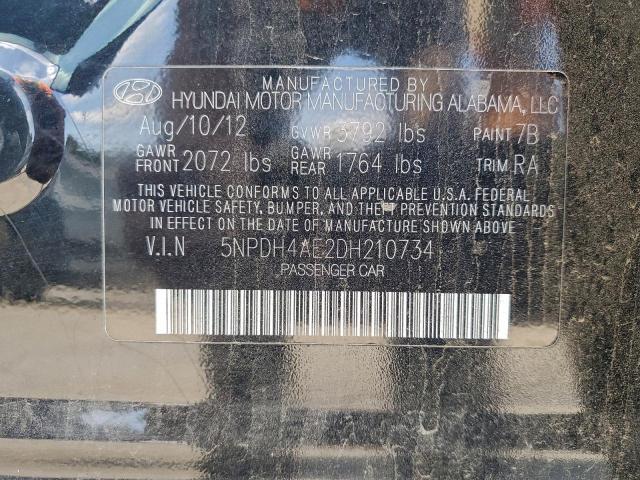 MANUFACTURED BY
HYUNDAI MOTOR MANUFACTURING ALABAMA, LLC
Aug/10/12 GVWR 3792 lbs PAINT 7B
GAWR FRONT 2072 lbs GAWR REAR 1764 lbs TRIM RA
THIS VEHICLE CONFORMS TO ALL APPLICABLE U.S.A. FEDERAL
MOTOR VEHICLE SAFETY, BUMPER, AND THEFT PREVENTION STANDARDS
IN EFFECT ON THE DATE OF MANUFACTURE SHOWN ABOVE
V.I.N 5NPDH4AE2DH210734
PASSENGER CAR